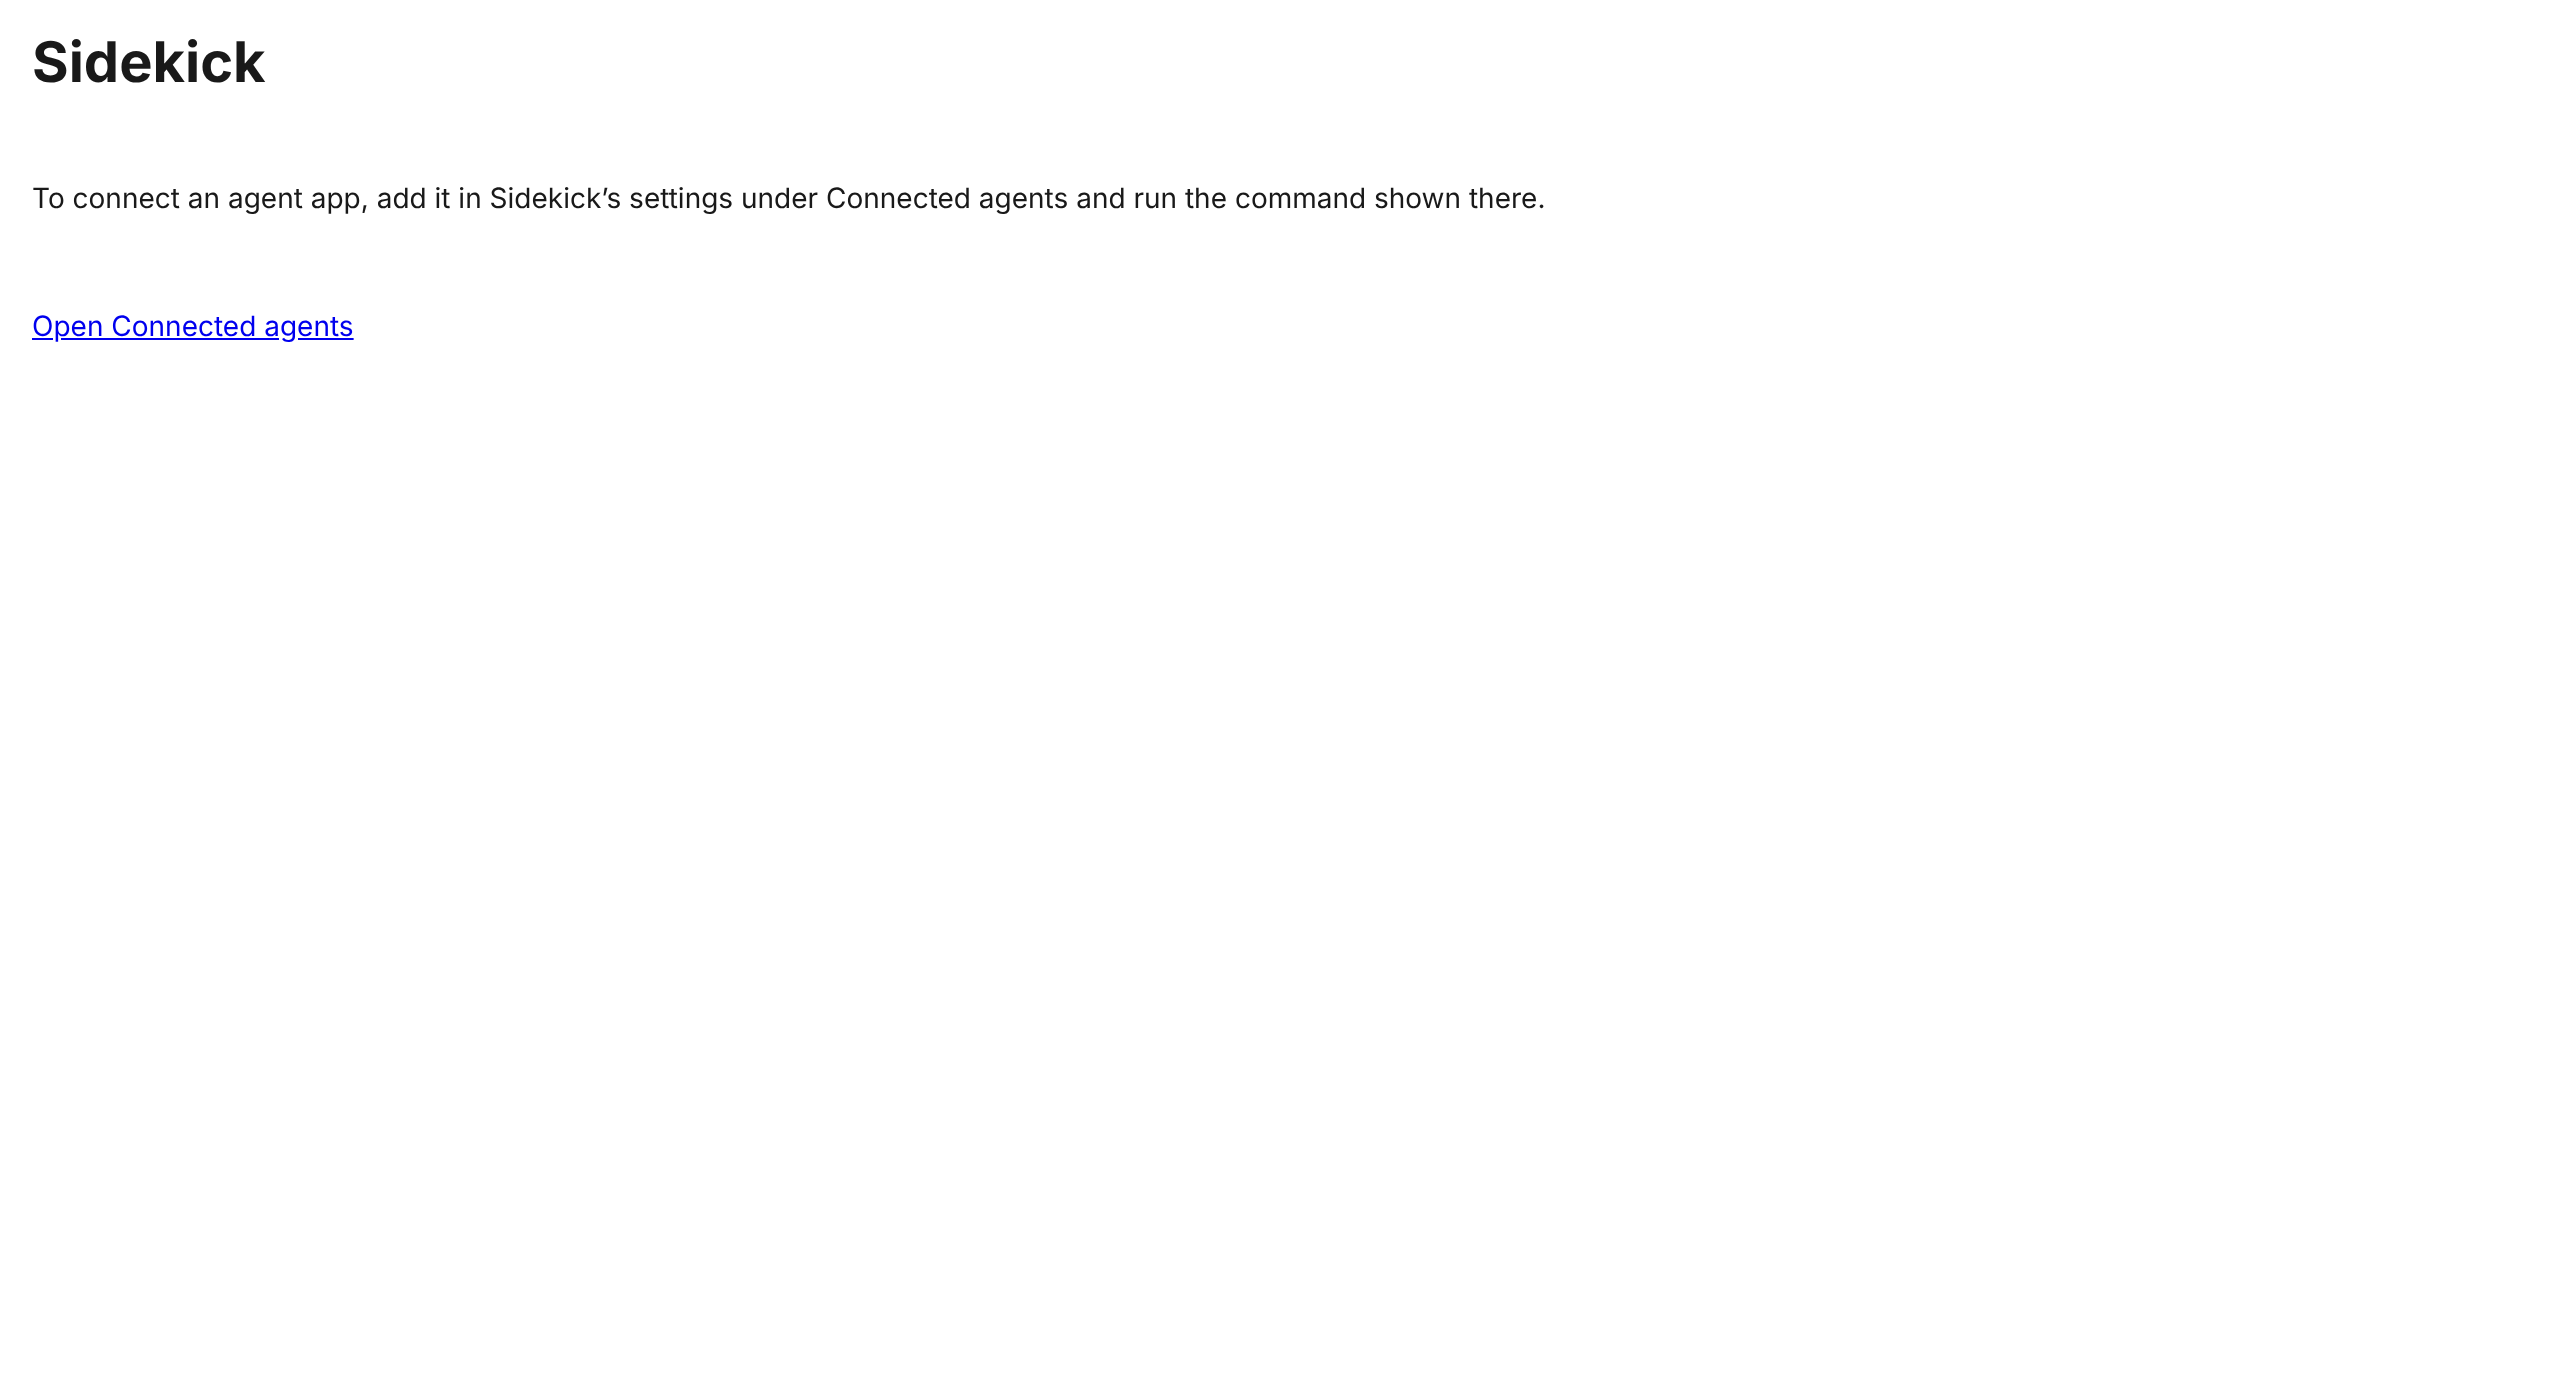 Sidekick
To connect an agent app, add it in Sidekick’s settings under Connected agents and run the command shown there.
Open Connected agents